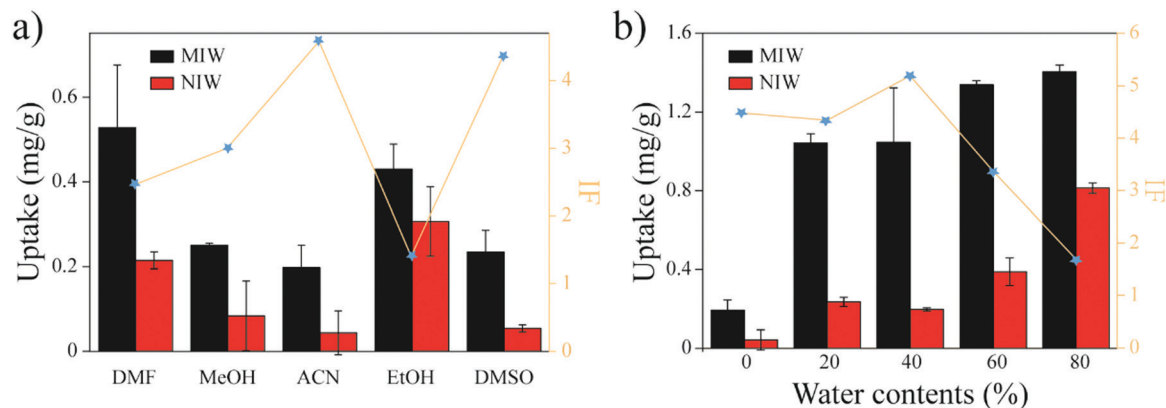 a)
MIW
NIW
Uptake (mg/g)
0.6
0.4
0.2
0
4
3
2
1
0
IF
DMF MeOH ACN EtOH DMSO
b)
MIW
NIW
Uptake (mg/g)
1.6
1.2
0.8
0.4
0
6
5
4
3
2
1
0
IF
0 20 40 60 80
Water contents (%)